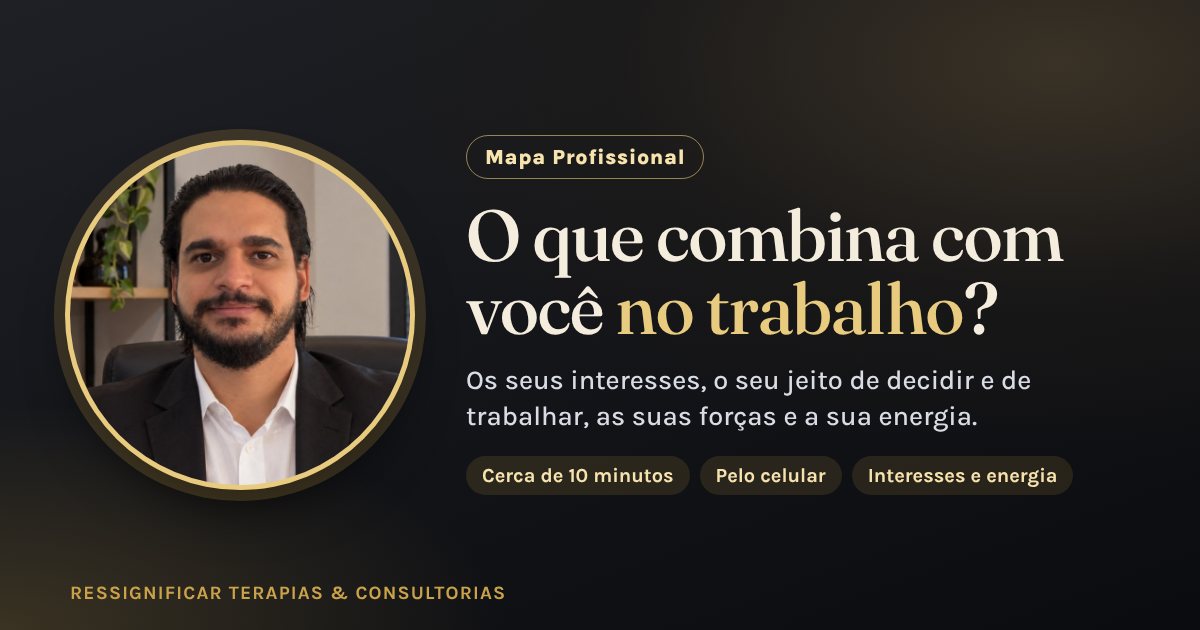 Mapa Profissional
O que combina com
você no trabalho?
Os seus interesses, o seu jeito de decidir e de
trabalhar, as suas forças e a sua energia.
Cerca de 10 minutos
Pelo celular
Interesses e energia
RESSIGNIFICAR TERAPIAS & CONSULTORIAS